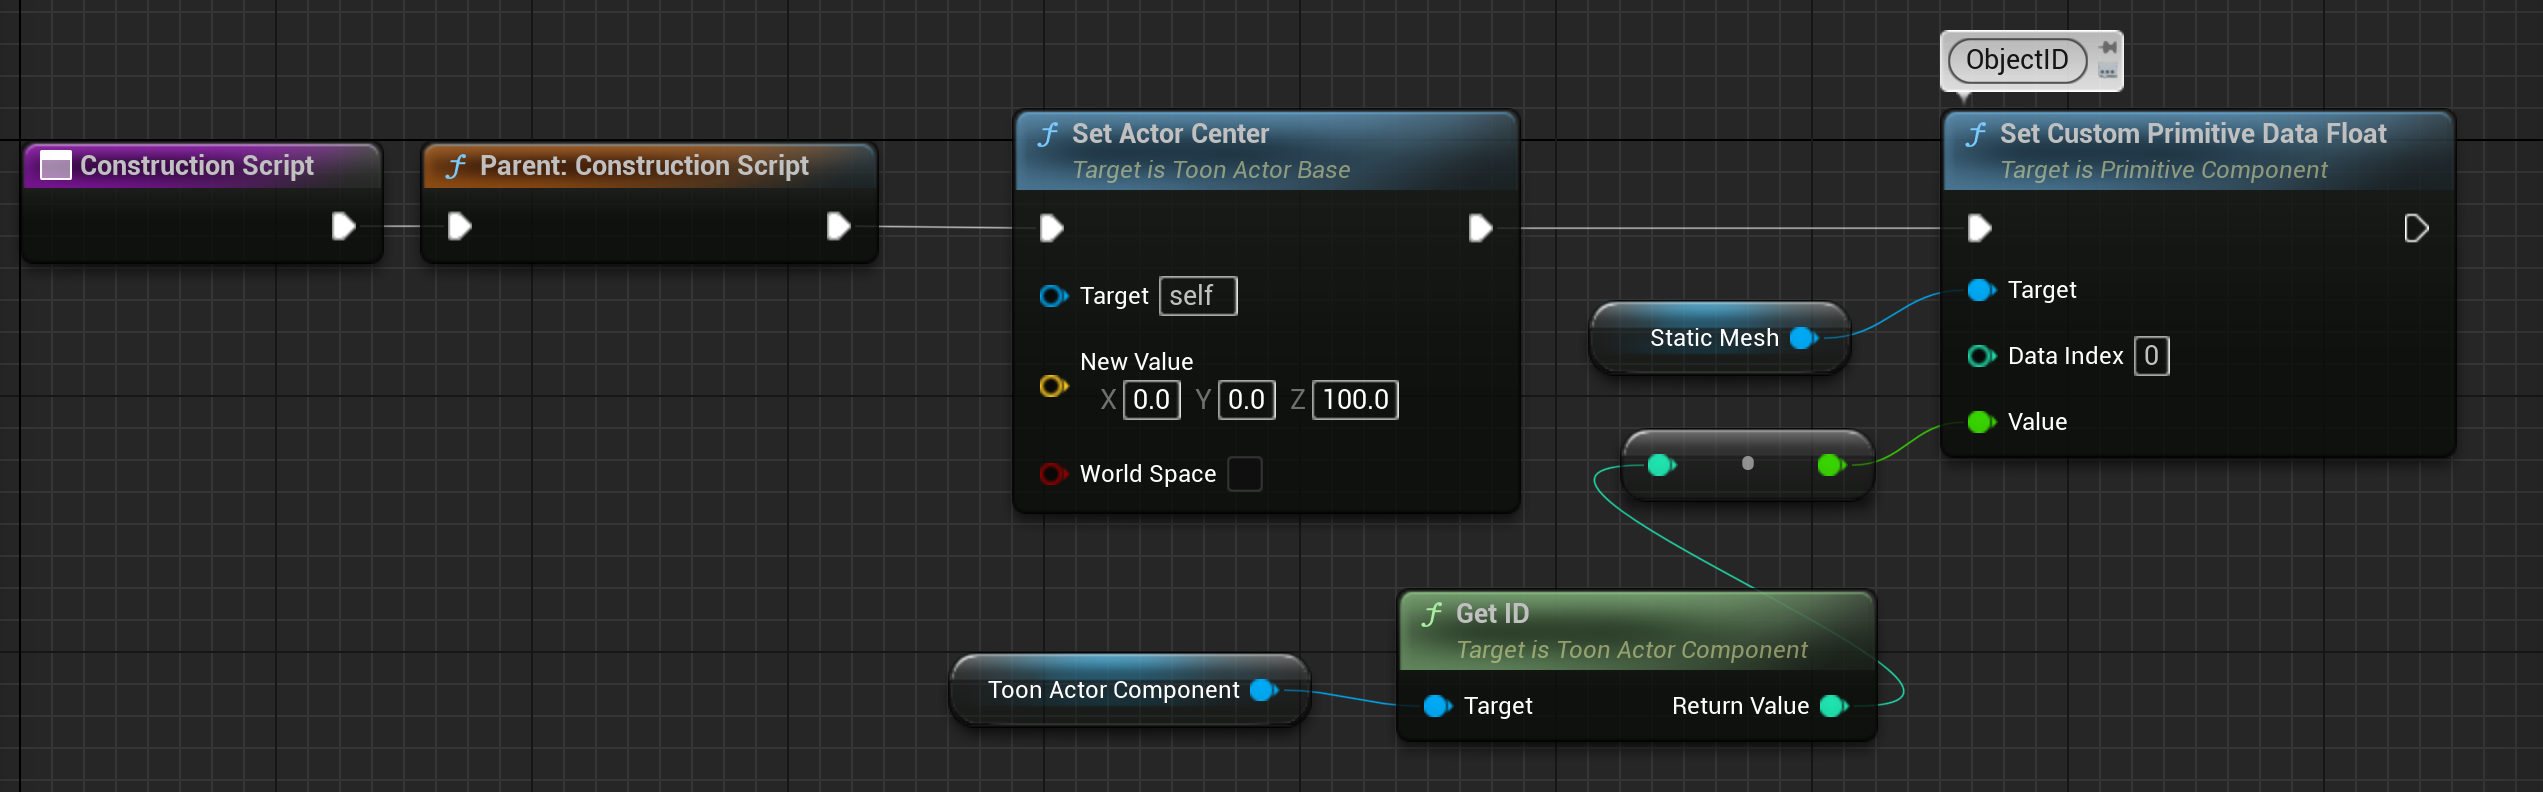 ObjectID
Construction Script
f Parent: Construction Script
f Set Actor Center
Target is Toon Actor Base
Target self
New Value
X 0.0 Y 0.0 Z 100.0
World Space
f Set Custom Primitive Data Float
Target is Primitive Component
Target
Data Index 0
Value
Static Mesh
f Get ID
Target is Toon Actor Component
Target Return Value
Toon Actor Component